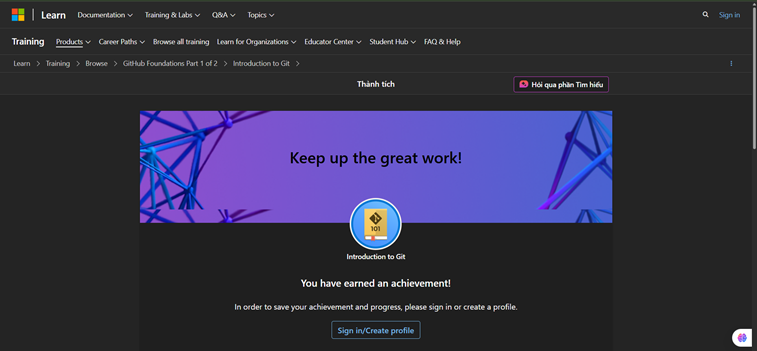 Learn Documentation Training & Labs Q&A Topics Sign in
Training Products Career Paths Browse all training Learn for Organizations Educator Center Student Hub FAQ & Help
Learn Training Browse GitHub Foundations Part 1 of 2 Introduction to Git
Thành tích Hỏi qua phần Tìm hiểu
Keep up the great work!
101
Introduction to Git
You have earned an achievement!
In order to save your achievement and progress, please sign in or create a profile.
Sign in/Create profile